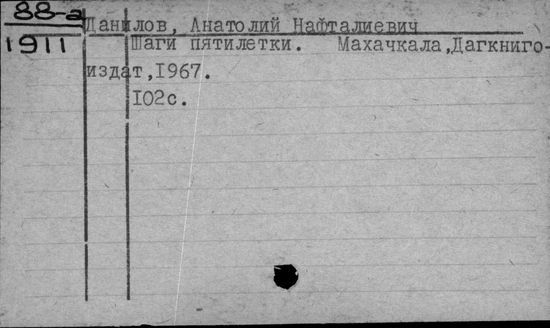 88-а
1911
Данилов, Анатолий Нафталиевич
Шаги пятилетки. Махачкала,Дагкниго-
издат,1967.
102с.